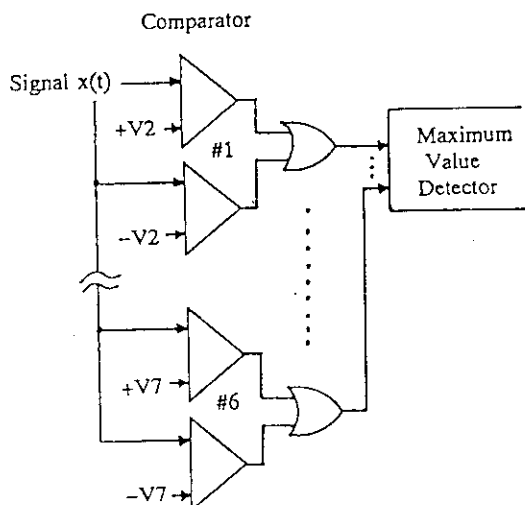 Comparator
Signal x(t)
+V2
#1
−V2
Maximum
Value
Detector
+V7
#6
−V7